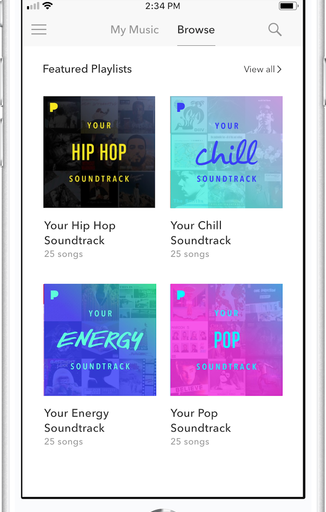 2:34 PM
My Music Browse
Featured Playlists View all >
YOUR
HIP HOP
SOUNDTRACK
YOUR
chill
SOUNDTRACK
Your Hip Hop
Soundtrack
25 songs
Your Chill
Soundtrack
25 songs
YOUR
ENERGY
SOUNDTRACK
YOUR
POP
SOUNDTRACK
Your Energy
Soundtrack
25 songs
Your Pop
Soundtrack
25 songs